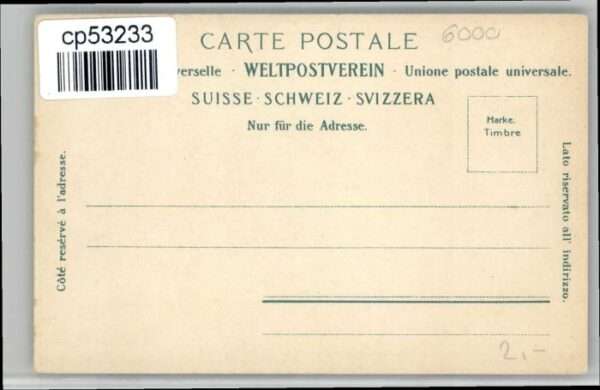 cp53233
CARTE POSTALE
6000
verselle · WELTPOSTVEREIN · Unione postale universale.
SUISSE · SCHWEIZ · SVIZZERA
Nur für die Adresse.
Marke.
Timbre
Côté resérvé à l'adresse.
Lato riservato all' indirizzo.
2,-